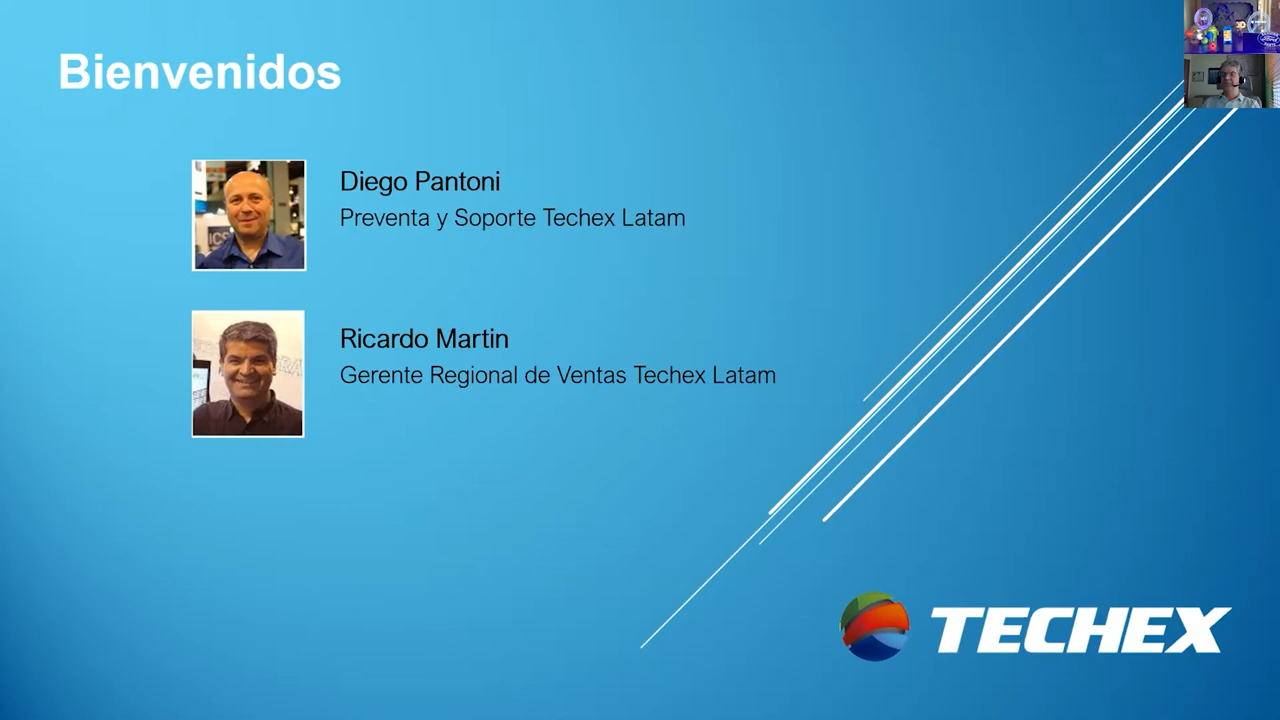 Bienvenidos
Diego Pantoni
Preventa y Soporte Techex Latam
Ricardo Martin
Gerente Regional de Ventas Techex Latam
TECHEX